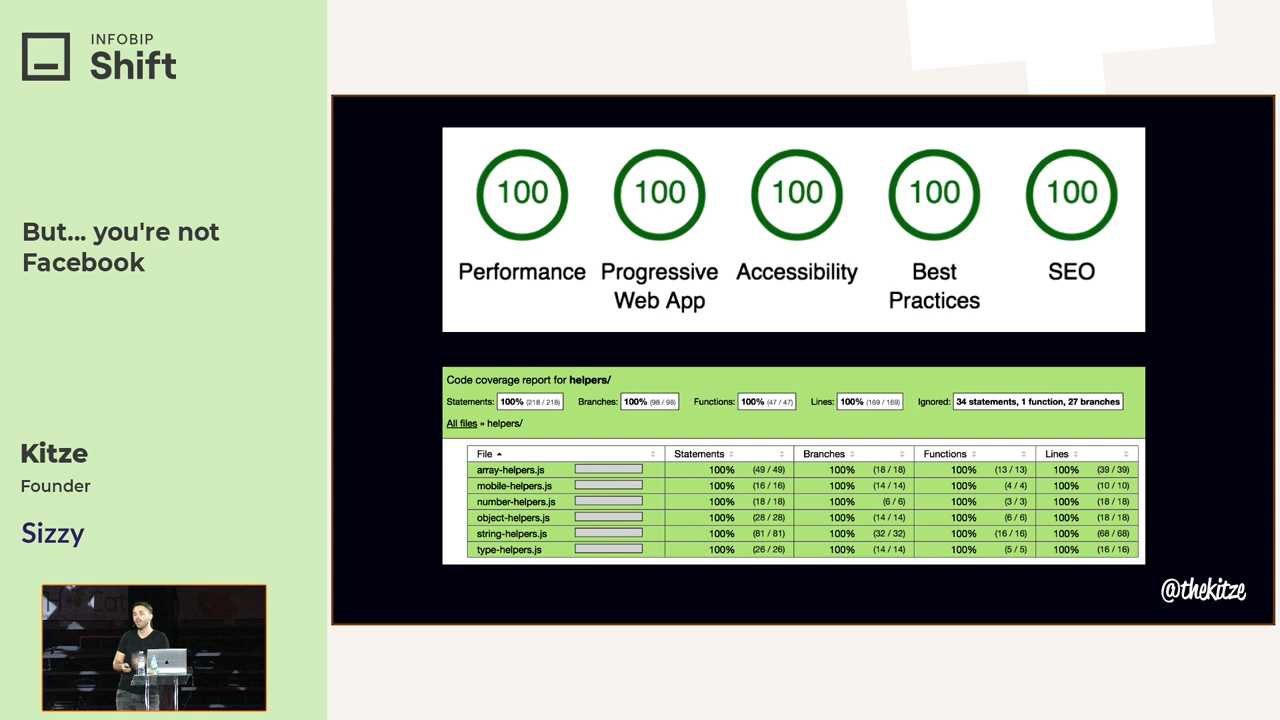 INFOBIP
Shift
But... you're not
Facebook
Kitze
Founder
Sizzy
100 100 100 100 100
Performance Progressive Accessibility Best SEO
Web App Practices
Code coverage report for helpers/
Statements: 100% (218 / 218) Branches: 100% (98 / 98) Functions: 100% (47 / 47) Lines: 100% (169 / 169) Ignored: 34 statements, 1 function, 27 branches
All files » helpers/
File Statements Branches Functions Lines
array-helpers.js 100% (49 / 49) 100% (18 / 18) 100% (13 / 13) 100% (39 / 39)
mobile-helpers.js 100% (16 / 16) 100% (14 / 14) 100% (4 / 4) 100% (10 / 10)
number-helpers.js 100% (18 / 18) 100% (6 / 6) 100% (3 / 3) 100% (18 / 18)
object-helpers.js 100% (28 / 28) 100% (14 / 14) 100% (6 / 6) 100% (18 / 18)
string-helpers.js 100% (81 / 81) 100% (32 / 32) 100% (16 / 16) 100% (68 / 68)
type-helpers.js 100% (26 / 26) 100% (14 / 14) 100% (5 / 5) 100% (16 / 16)
@thekitze